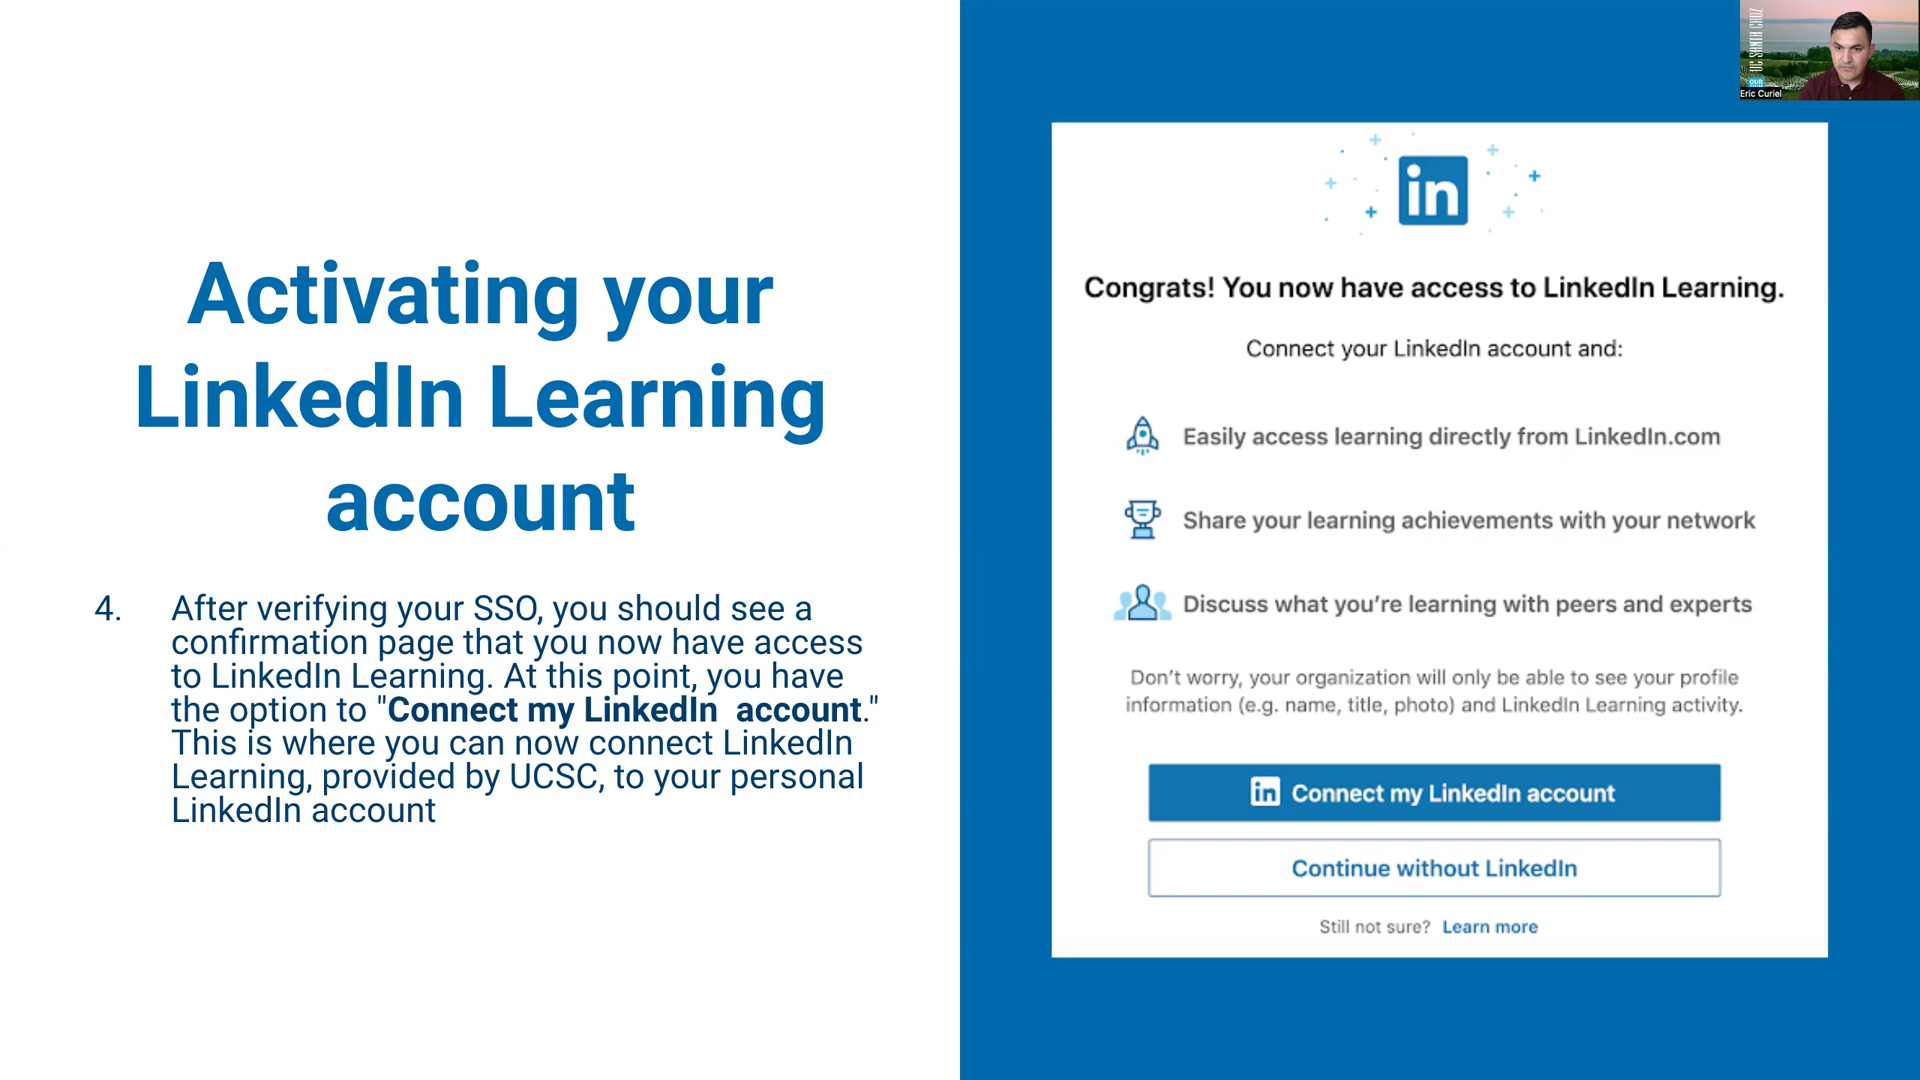 Activating your
LinkedIn Learning
account
4. After verifying your SSO, you should see a
confirmation page that you now have access
to LinkedIn Learning. At this point, you have
the option to "Connect my LinkedIn  account."
This is where you can now connect LinkedIn
Learning, provided by UCSC, to your personal
LinkedIn account
UC SANTA CRUZ
OUR
Eric Curiel
in
Congrats! You now have access to LinkedIn Learning.
Connect your LinkedIn account and:
Easily access learning directly from LinkedIn.com
Share your learning achievements with your network
Discuss what you’re learning with peers and experts
Don’t worry, your organization will only be able to see your profile
information (e.g. name, title, photo) and LinkedIn Learning activity.
in Connect my LinkedIn account
Continue without LinkedIn
Still not sure? Learn more